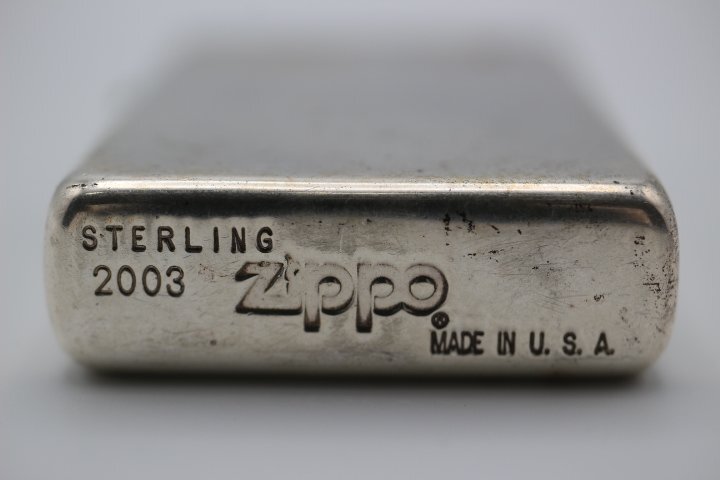 STERLING
2003
Zippo®
MADE IN U. S. A.